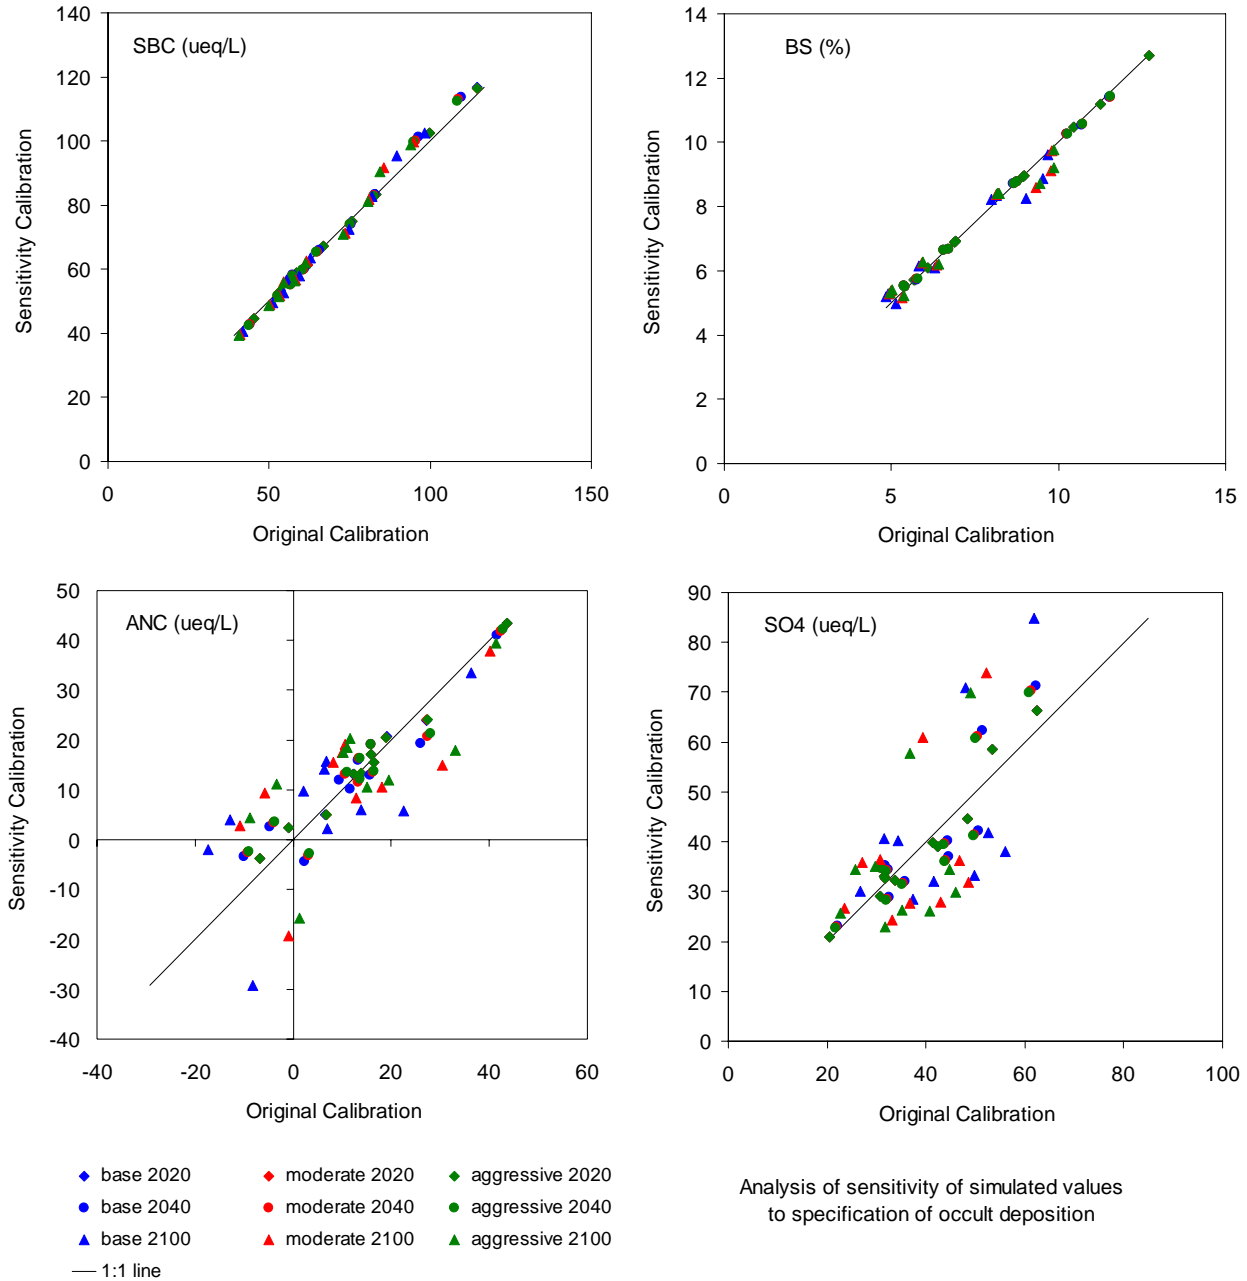 SBC (ueq/L)
140
120
100
80
60
40
20
0
0 50 100 150
Sensitivity Calibration
Original Calibration
BS (%)
14
12
10
8
6
4
2
0
0 5 10 15
Sensitivity Calibration
Original Calibration
ANC (ueq/L)
50
40
30
20
10
0
-10
-20
-30
-40
-40 -20 0 20 40 60
Sensitivity Calibration
Original Calibration
SO4 (ueq/L)
90
80
70
60
50
40
30
20
10
0
0 20 40 60 80 100
Sensitivity Calibration
Original Calibration
base 2020 moderate 2020 aggressive 2020
base 2040 moderate 2040 aggressive 2040
base 2100 moderate 2100 aggressive 2100
1:1 line
Analysis of sensitivity of simulated values
to specification of occult deposition